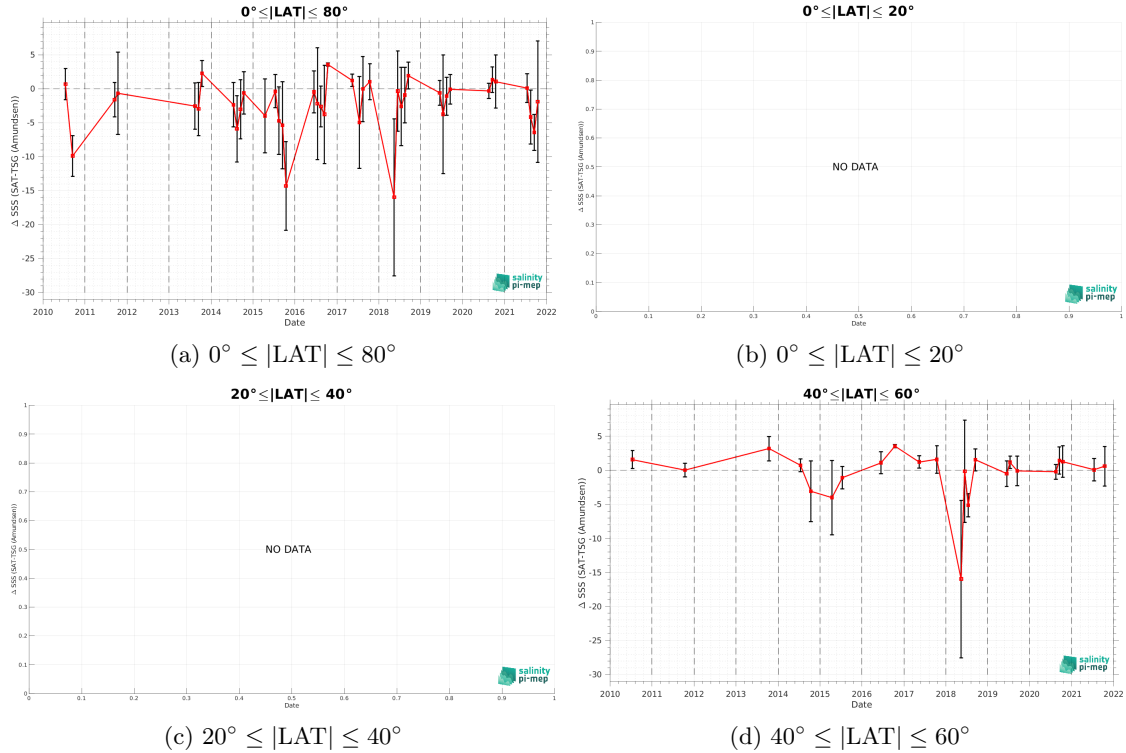 0°≤|LAT|≤ 80°
Δ SSS (SAT-TSG (Amundsen))
5
0
-5
-10
-15
-20
-25
-30
2010 2011 2012 2013 2014 2015 2016 2017 2018 2019 2020 2021 2022
Date
salinity
pi-mep
(a) 0° ≤ |LAT| ≤ 80°
0°≤|LAT|≤ 20°
Δ SSS (SAT-TSG (Amundsen))
1
0.9
0.8
0.7
0.6
0.5
0.4
0.3
0.2
0.1
0
NO DATA
0 0.1 0.2 0.3 0.4 0.5 0.6 0.7 0.8 0.9 1
Date
salinity
pi-mep
(b) 0° ≤ |LAT| ≤ 20°
20°≤|LAT|≤ 40°
Δ SSS (SAT-TSG (Amundsen))
1
0.9
0.8
0.7
0.6
0.5
0.4
0.3
0.2
0.1
0
NO DATA
0 0.1 0.2 0.3 0.4 0.5 0.6 0.7 0.8 0.9 1
Date
salinity
pi-mep
(c) 20° ≤ |LAT| ≤ 40°
40°≤|LAT|≤ 60°
Δ SSS (SAT-TSG (Amundsen))
5
0
-5
-10
-15
-20
-25
-30
2010 2011 2012 2013 2014 2015 2016 2017 2018 2019 2020 2021 2022
Date
salinity
pi-mep
(d) 40° ≤ |LAT| ≤ 60°